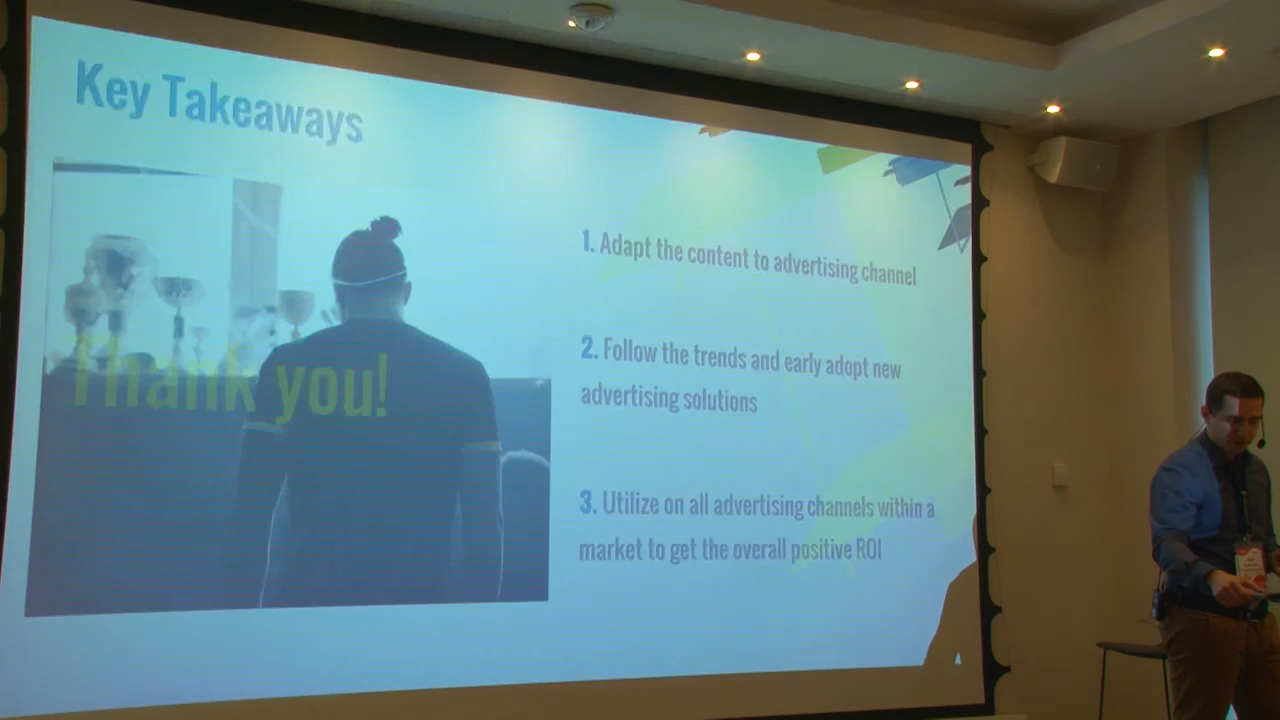 Key Takeaways
Thank you!
1. Adapt the content to advertising channel
2. Follow the trends and early adopt new
advertising solutions
3. Utilize on all advertising channels within a
market to get the overall positive ROI